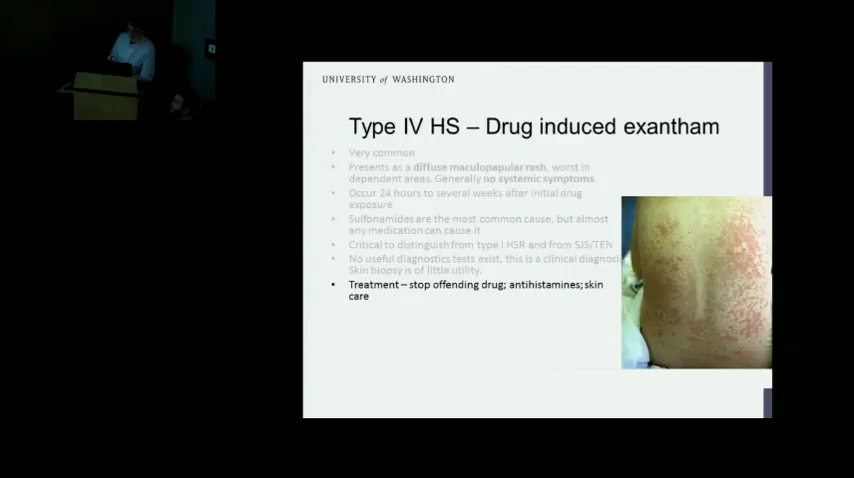 UNIVERSITY of WASHINGTON
Type IV HS – Drug induced exantham
• Very common
• Presents as a diffuse maculopapular rash, worst in
dependent areas. Generally no systemic symptoms.
• Occur 24 hours to several weeks after initial drug
exposure
• Sulfonamides are the most common cause, but almost
any medication can cause it
• Critical to distinguish from type I HSR and from SJS/TEN
• No useful diagnostics tests exist, this is a clinical diagnosi
Skin biopsy is of little utility.
• Treatment – stop offending drug; antihistamines; skin
care